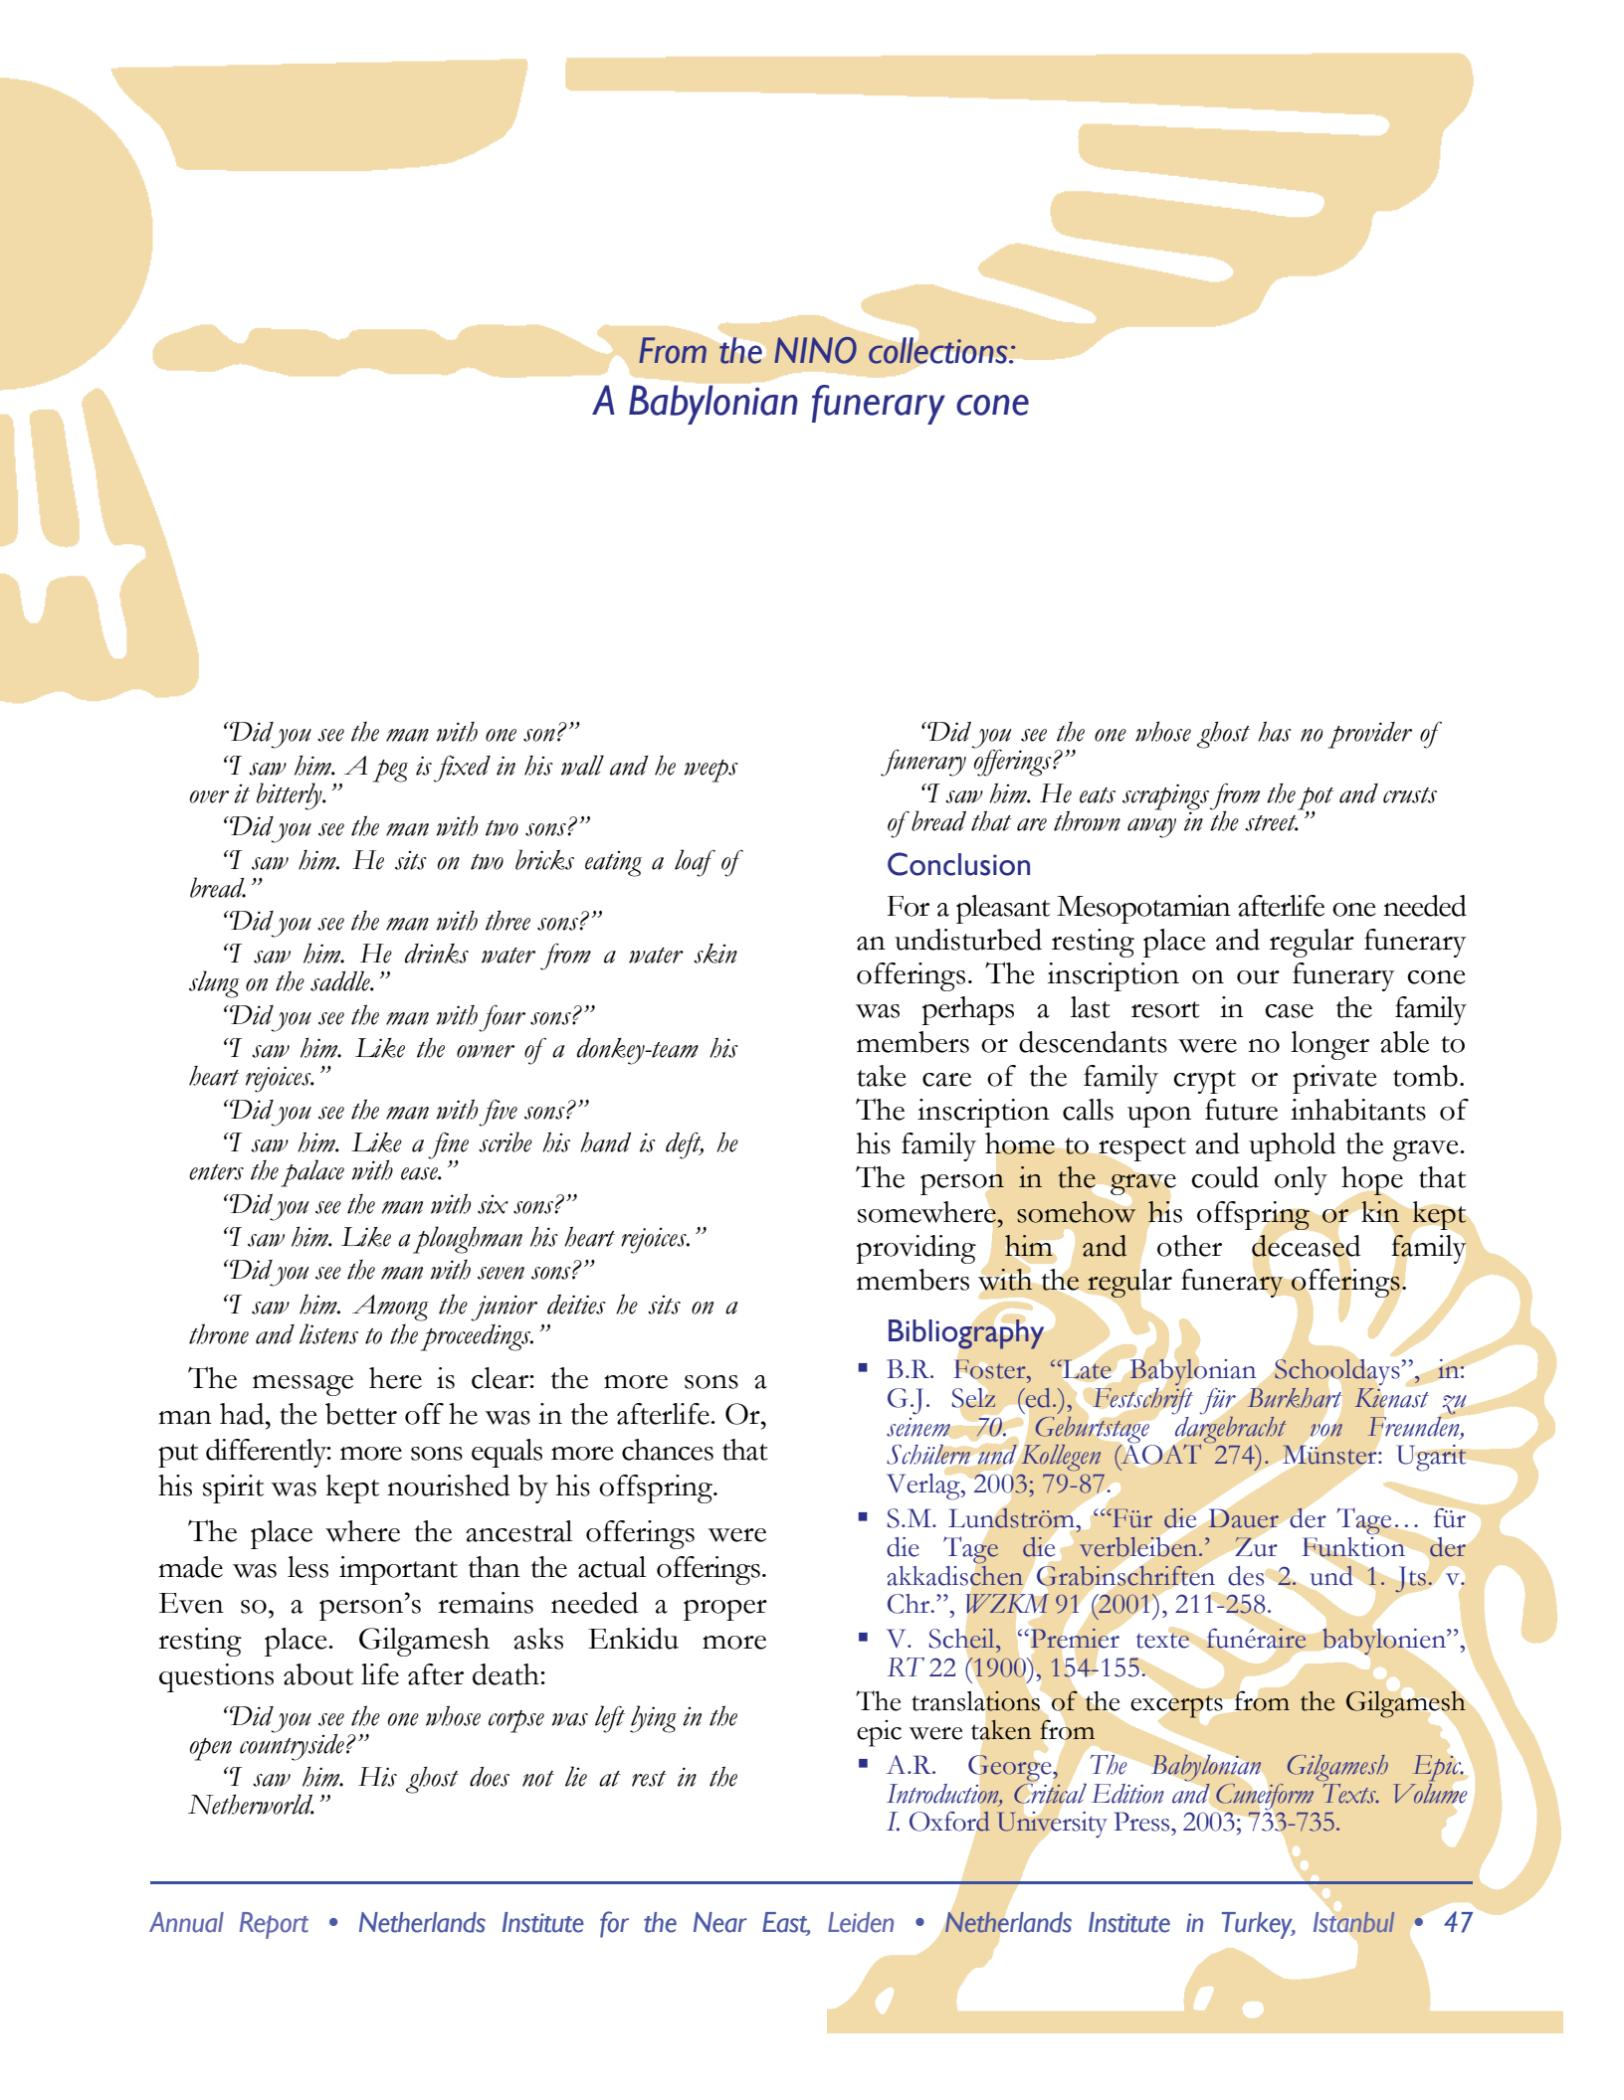 From the NINO collections:
A Babylonian funerary cone
“Did you see the man with one son?”
“I saw him. A peg is fixed in his wall and he weeps
over it bitterly.”
“Did you see the man with two sons?”
“I saw him. He sits on two bricks eating a loaf of
bread.”
“Did you see the man with three sons?”
“I saw him. He drinks water from a water skin
slung on the saddle.”
“Did you see the man with four sons?”
“I saw him. Like the owner of a donkey-team his
heart rejoices.”
“Did you see the man with five sons?”
“I saw him. Like a fine scribe his hand is deft, he
enters the palace with ease.”
“Did you see the man with six sons?”
“I saw him. Like a ploughman his heart rejoices.”
“Did you see the man with seven sons?”
“I saw him. Among the junior deities he sits on a
throne and listens to the proceedings.”
The message here is clear: the more sons a
man had, the better off he was in the afterlife. Or,
put differently: more sons equals more chances that
his spirit was kept nourished by his offspring.
The place where the ancestral offerings were
made was less important than the actual offerings.
Even so, a person’s remains needed a proper
resting place. Gilgamesh asks Enkidu more
questions about life after death:
“Did you see the one whose corpse was left lying in the
open countryside?”
“I saw him. His ghost does not lie at rest in the
Netherworld.”
“Did you see the one whose ghost has no provider of
funerary offerings?”
“I saw him. He eats scrapings from the pot and crusts
of bread that are thrown away in the street.”
Conclusion
For a pleasant Mesopotamian afterlife one needed
an undisturbed resting place and regular funerary
offerings. The inscription on our funerary cone
was perhaps a last resort in case the family
members or descendants were no longer able to
take care of the family crypt or private tomb.
The inscription calls upon future inhabitants of
his family home to respect and uphold the grave.
The person in the grave could only hope that
somewhere, somehow his offspring or kin kept
providing him and other deceased family
members with the regular funerary offerings.
Bibliography
▪ B.R. Foster, “Late Babylonian Schooldays”, in:
G.J. Selz (ed.), Festschrift für Burkhart Kienast zu
seinem 70. Geburtstage dargebracht von Freunden,
Schülern und Kollegen (AOAT 274). Münster: Ugarit
Verlag, 2003; 79-87.
▪ S.M. Lundström, “‘Für die Dauer der Tage… für
die Tage die verbleiben.’ Zur Funktion der
akkadischen Grabinschriften des 2. und 1. Jts. v.
Chr.”, WZKM 91 (2001), 211-258.
▪ V. Scheil, “Premier texte funéraire babylonien”,
RT 22 (1900), 154-155.
The translations of the excerpts from the Gilgamesh
epic were taken from
▪ A.R. George, The Babylonian Gilgamesh Epic.
Introduction, Critical Edition and Cuneiform Texts. Volume
I. Oxford University Press, 2003; 733-735.
Annual Report • Netherlands Institute for the Near East, Leiden • Netherlands Institute in Turkey, Istanbul • 47